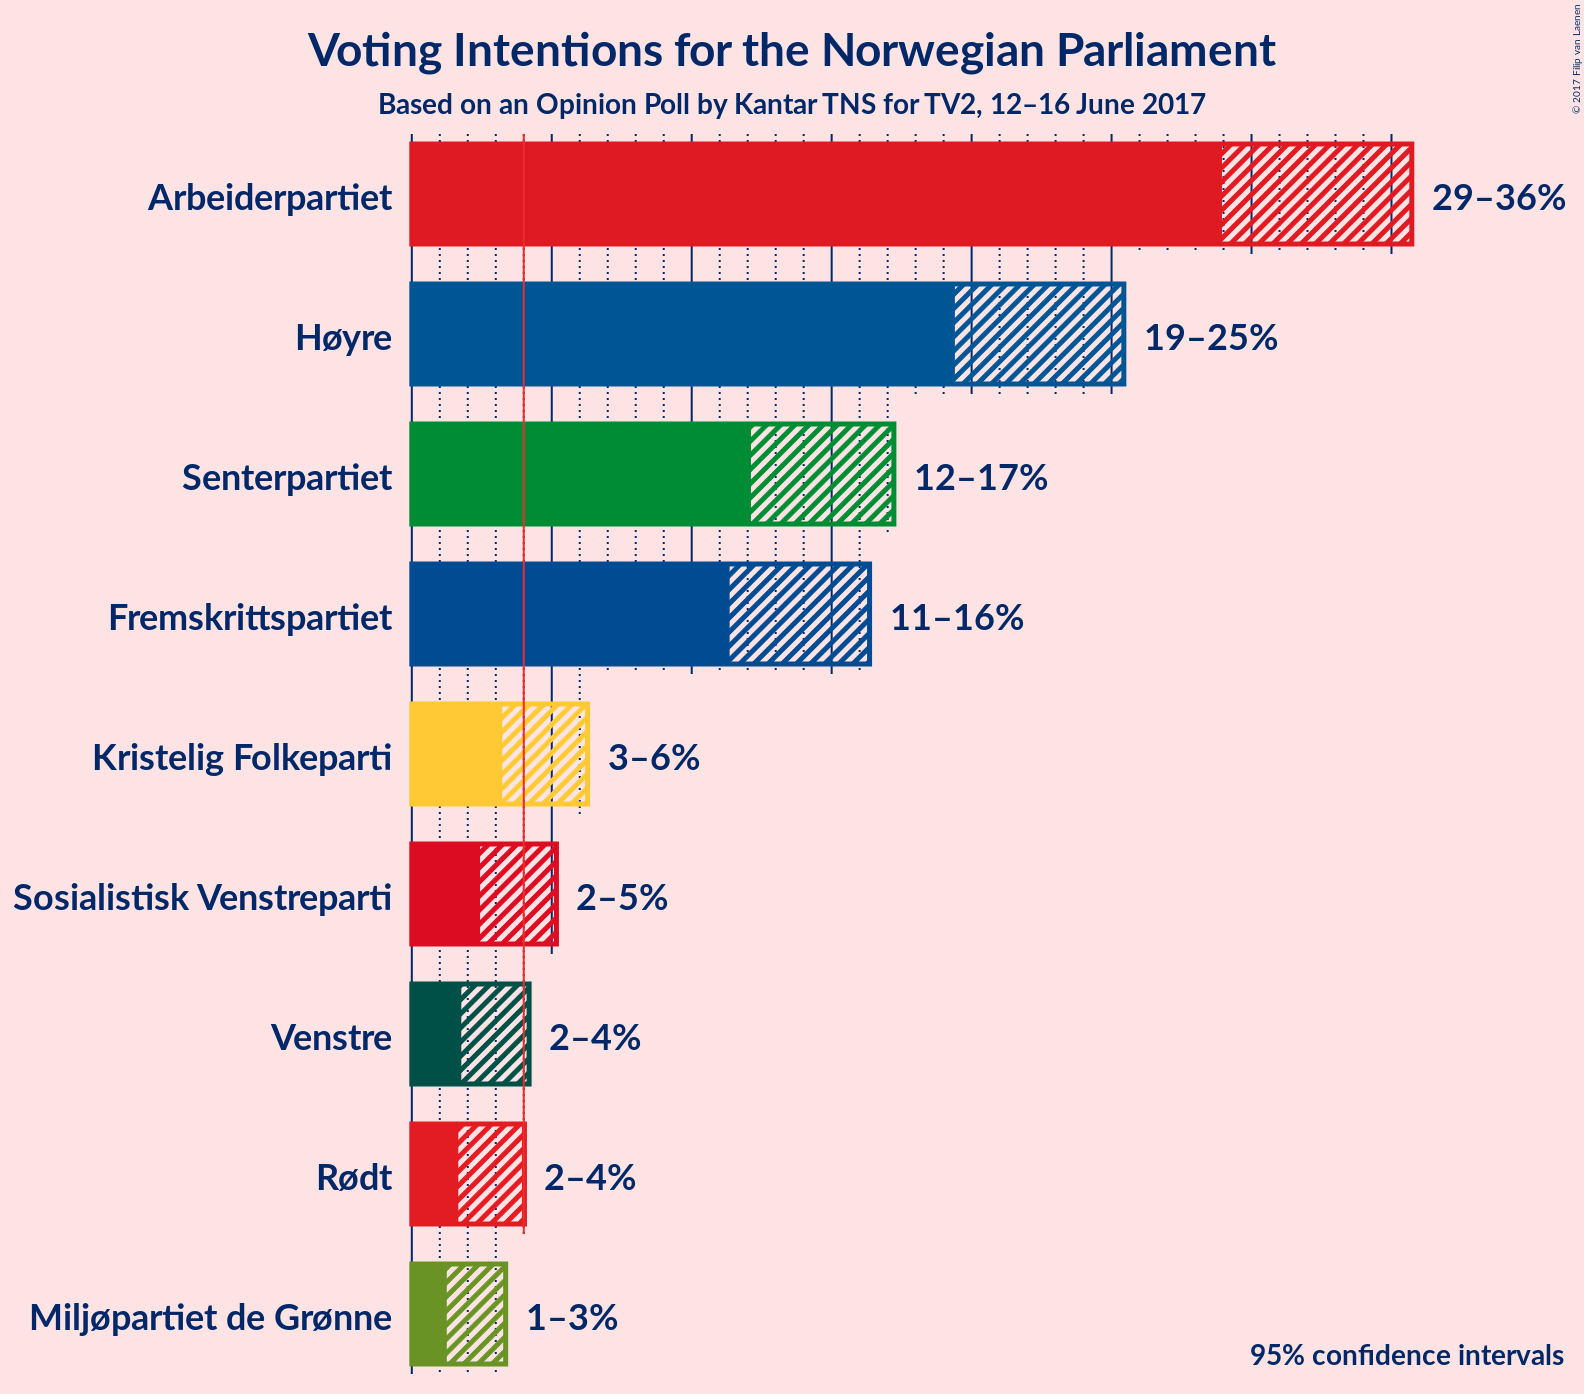 Voting Intentions for the Norwegian Parliament
Based on an Opinion Poll by Kantar TNS for TV2, 12–16 June 2017
© 2017 Filip van Laenen
Arbeiderpartiet 29–36%
Høyre 19–25%
Senterpartiet 12–17%
Fremskrittspartiet 11–16%
Kristelig Folkeparti 3–6%
Sosialistisk Venstreparti 2–5%
Venstre 2–4%
Rødt 2–4%
Miljøpartiet de Grønne 1–3%
95% confidence intervals